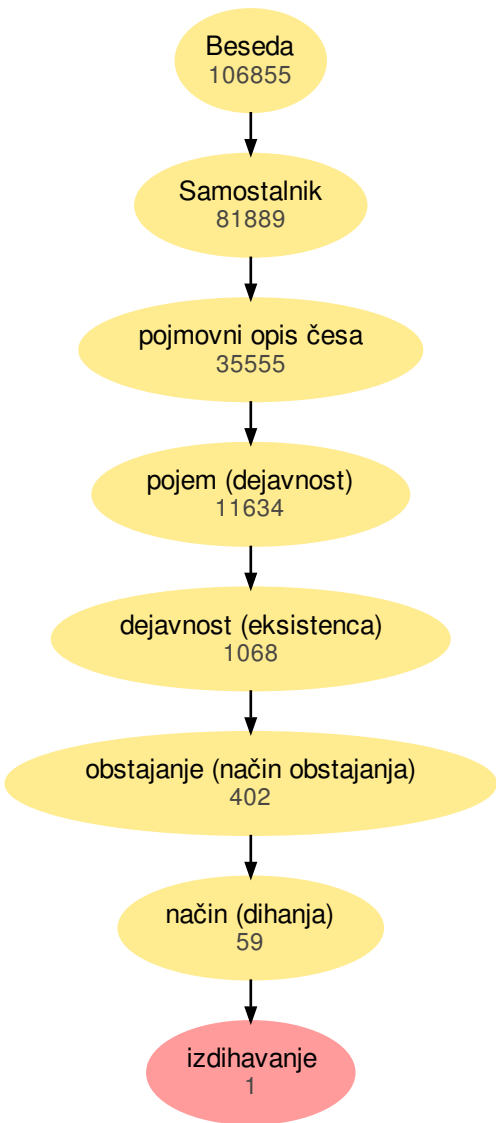 Beseda
106855
Samostalnik
81889
pojmovni opis česa
35555
pojem (dejavnost)
11634
dejavnost (eksistenca)
1068
obstajanje (način obstajanja)
402
način (dihanja)
59
izdihavanje
1